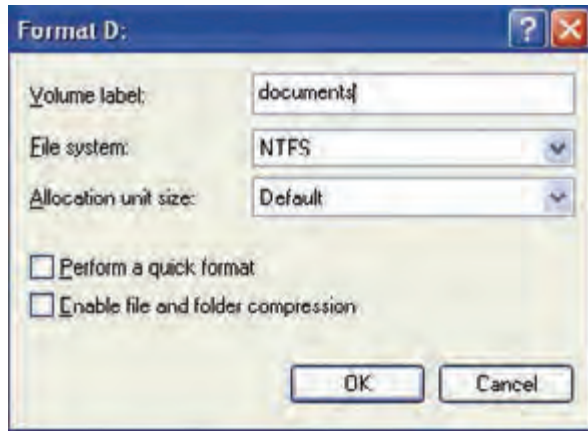 Format D:
?
X
Volume label: documents
File system: NTFS
Allocation unit size: Default
Perform a quick format
Enable file and folder compression
OK Cancel